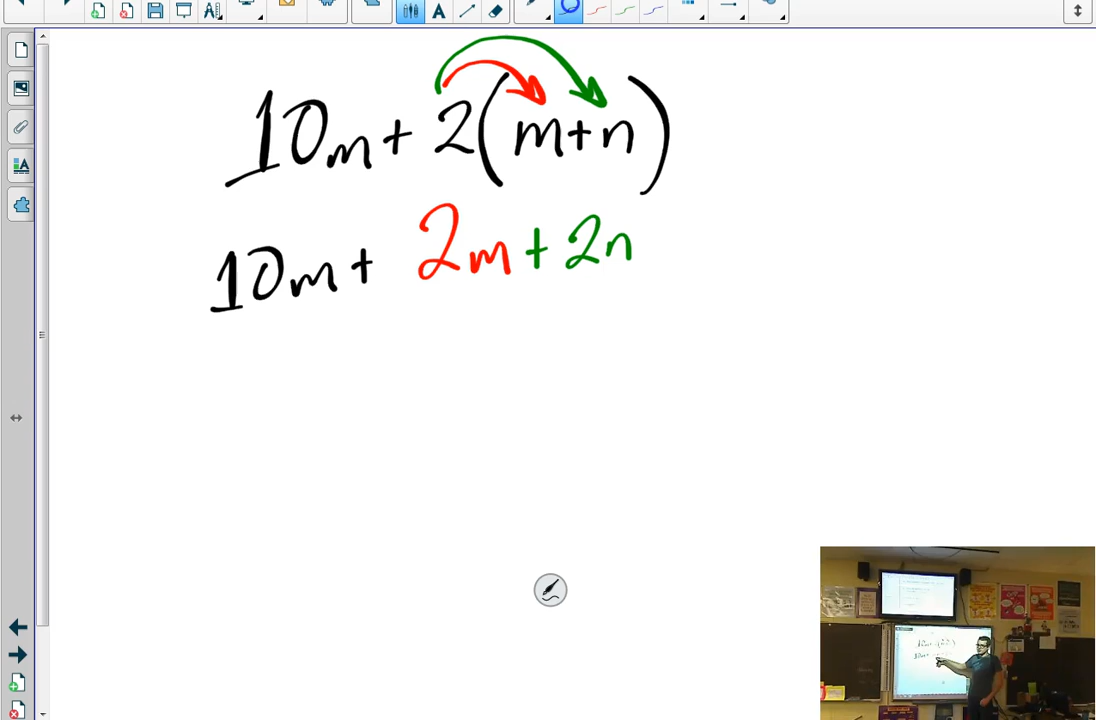 10m + 2(m+n)
10m + 2m + 2n